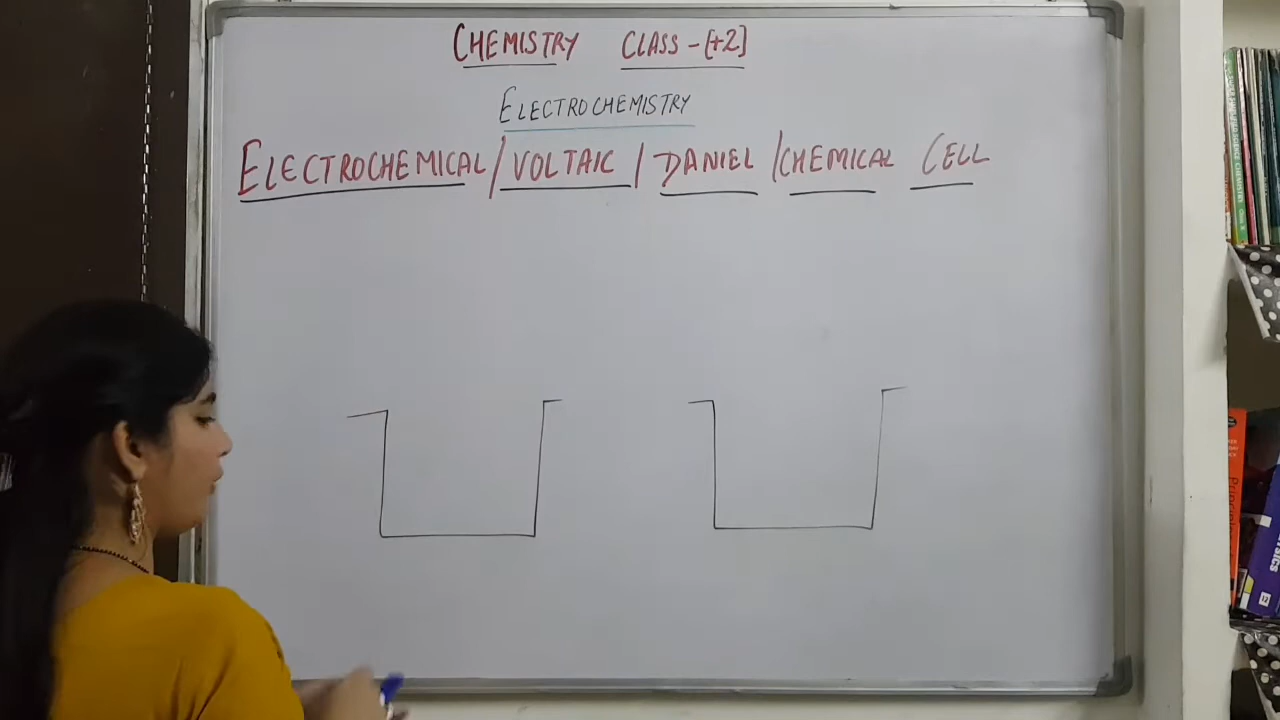 CHEMISTRY CLASS-[+2]
ELECTROCHEMISTRY
ELECTROCHEMICAL/VOLTAIC/DANIEL/CHEMICAL CELL